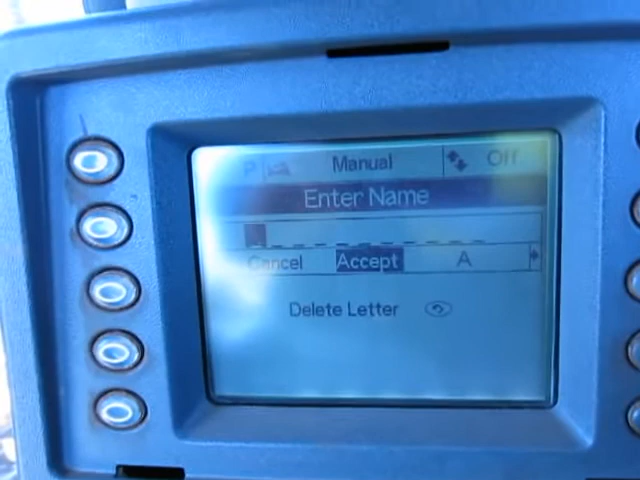 P Manual Off
Enter Name
Cancel Accept A
Delete Letter